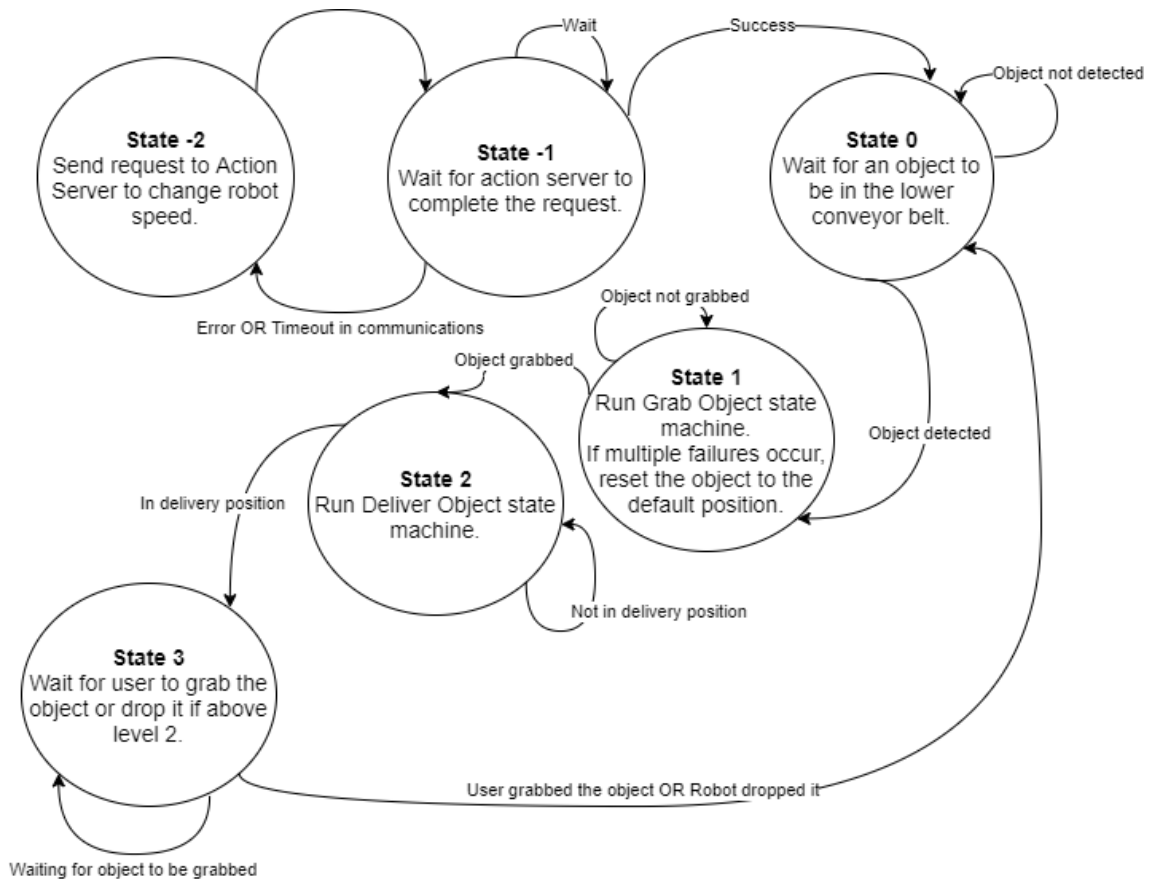 Wait
Success
Object not detected
State -2
Send request to Action
Server to change robot
speed.
State -1
Wait for action server to
complete the request.
State 0
Wait for an object to
be in the lower
conveyor belt.
Error OR Timeout in communications
Object not grabbed
Object grabbed
State 1
Run Grab Object state
machine.
If multiple failures occur,
reset the object to the
default position.
Object detected
State 2
Run Deliver Object state
machine.
In delivery position
Not in delivery position
State 3
Wait for user to grab the
object or drop it if above
level 2.
User grabbed the object OR Robot dropped it
Waiting for object to be grabbed